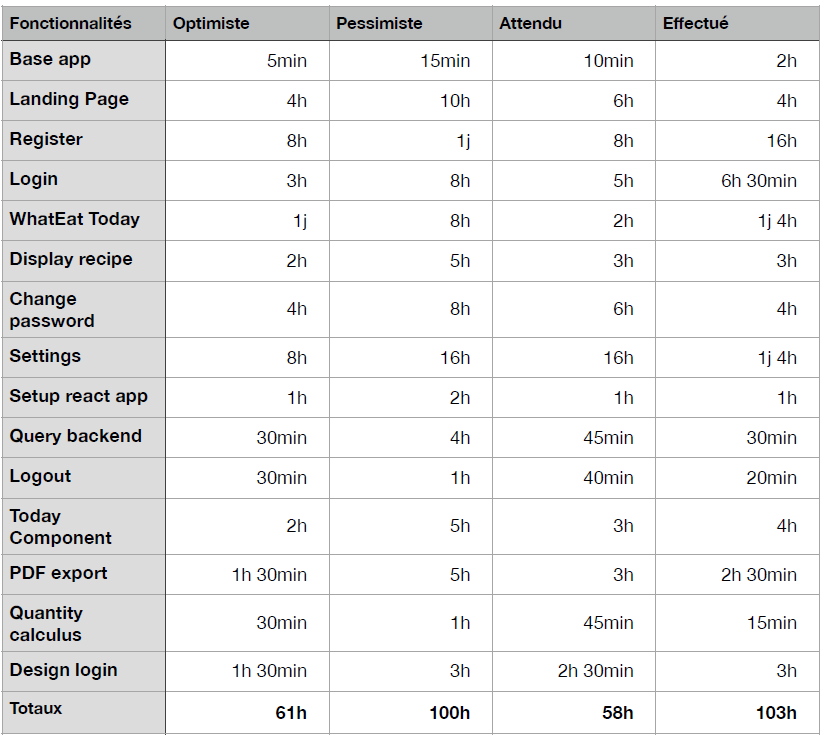 Fonctionnalités Optimiste Pessimiste Attendu Effectué
Base app 5min 15min 10min 2h
Landing Page 4h 10h 6h 4h
Register 8h 1j 8h 16h
Login 3h 8h 5h 6h 30min
WhatEat Today 1j 8h 2h 1j 4h
Display recipe 2h 5h 3h 3h
Change
password 4h 8h 6h 4h
Settings 8h 16h 16h 1j 4h
Setup react app 1h 2h 1h 1h
Query backend 30min 4h 45min 30min
Logout 30min 1h 40min 20min
Today
Component 2h 5h 3h 4h
PDF export 1h 30min 5h 3h 2h 30min
Quantity
calculus 30min 1h 45min 15min
Design login 1h 30min 3h 2h 30min 3h
Totaux 61h 100h 58h 103h